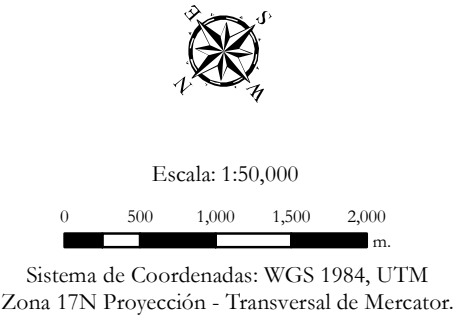 E S
N W
Escala: 1:50,000
0 500 1,000 1,500 2,000
m.
Sistema de Coordenadas: WGS 1984, UTM
Zona 17N Proyección - Transversal de Mercator.